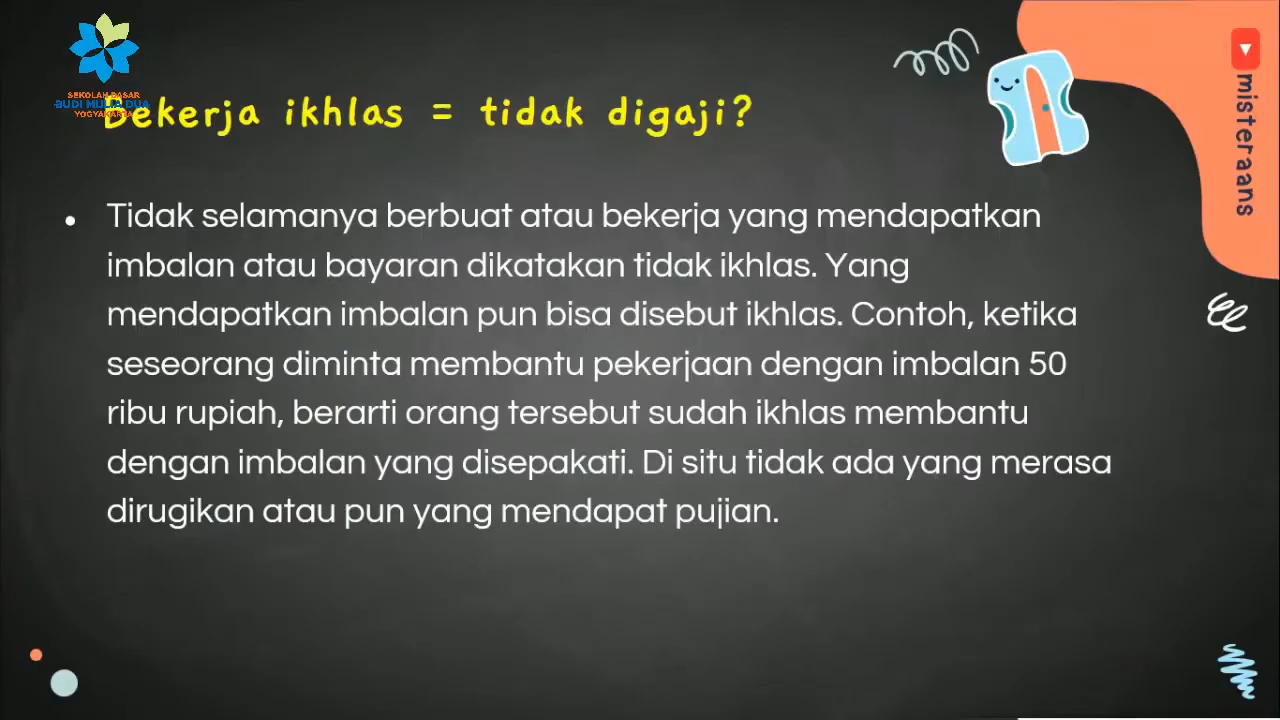 SEKOLAH DASAR
BUDI MULIA DUA
YOGYAKARTA
Bekerja ikhlas = tidak digaji?
misteraans
• Tidak selamanya berbuat atau bekerja yang mendapatkan
imbalan atau bayaran dikatakan tidak ikhlas. Yang
mendapatkan imbalan pun bisa disebut ikhlas. Contoh, ketika
seseorang diminta membantu pekerjaan dengan imbalan 50
ribu rupiah, berarti orang tersebut sudah ikhlas membantu
dengan imbalan yang disepakati. Di situ tidak ada yang merasa
dirugikan atau pun yang mendapat pujian.